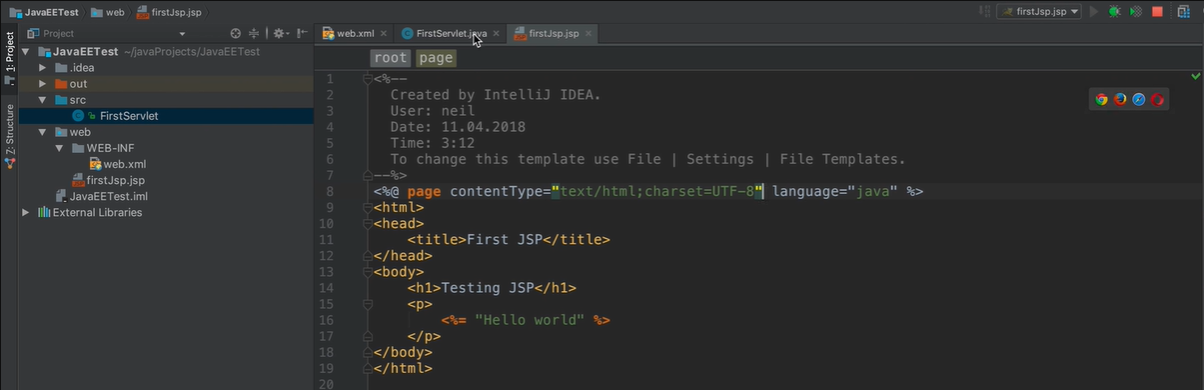 JavaEETest web firstJsp.jsp firstJsp.jsp
1: Project
Z: Structure
Project
JavaEETest ~/javaProjects/JavaEETest
.idea
out
src
FirstServlet
web
WEB-INF
web.xml
firstJsp.jsp
JavaEETest.iml
External Libraries
web.xml FirstServlet.java firstJsp.jsp
root page
1 <%--
2 Created by IntelliJ IDEA.
3 User: neil
4 Date: 11.04.2018
5 Time: 3:12
6 To change this template use File | Settings | File Templates.
7 --%>
8 <%@ page contentType="text/html;charset=UTF-8" language="java" %>
9 <html>
10 <head>
11 <title>First JSP</title>
12 </head>
13 <body>
14 <h1>Testing JSP</h1>
15 <p>
16 <%= "Hello world" %>
17 </p>
18 </body>
19 </html>
20